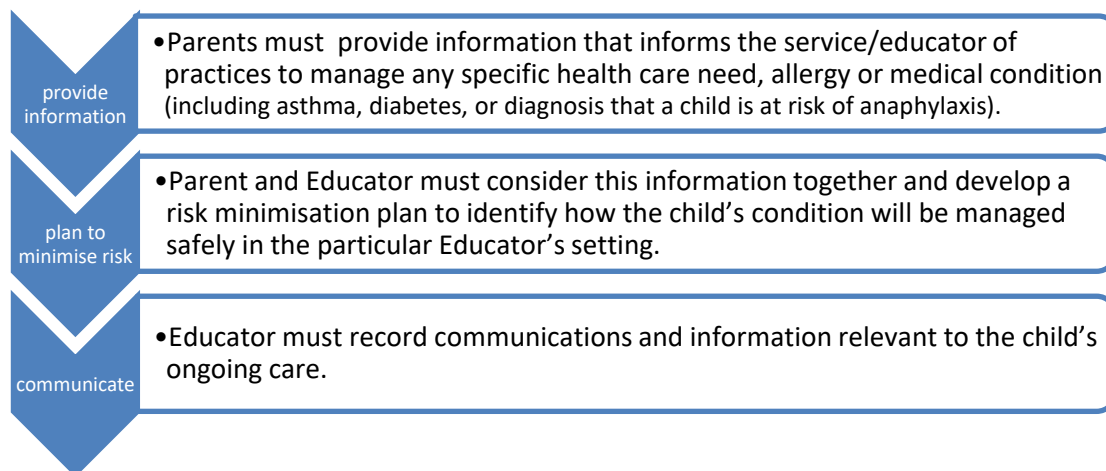 provide
information
•Parents must  provide information that informs the service/educator of
practices to manage any specific health care need, allergy or medical condition
(including asthma, diabetes, or diagnosis that a child is at risk of anaphylaxis).
plan to
minimise risk
•Parent and Educator must consider this information together and develop a
risk minimisation plan to identify how the child’s condition will be managed
safely in the particular Educator’s setting.
communicate
•Educator must record communications and information relevant to the child’s
ongoing care.